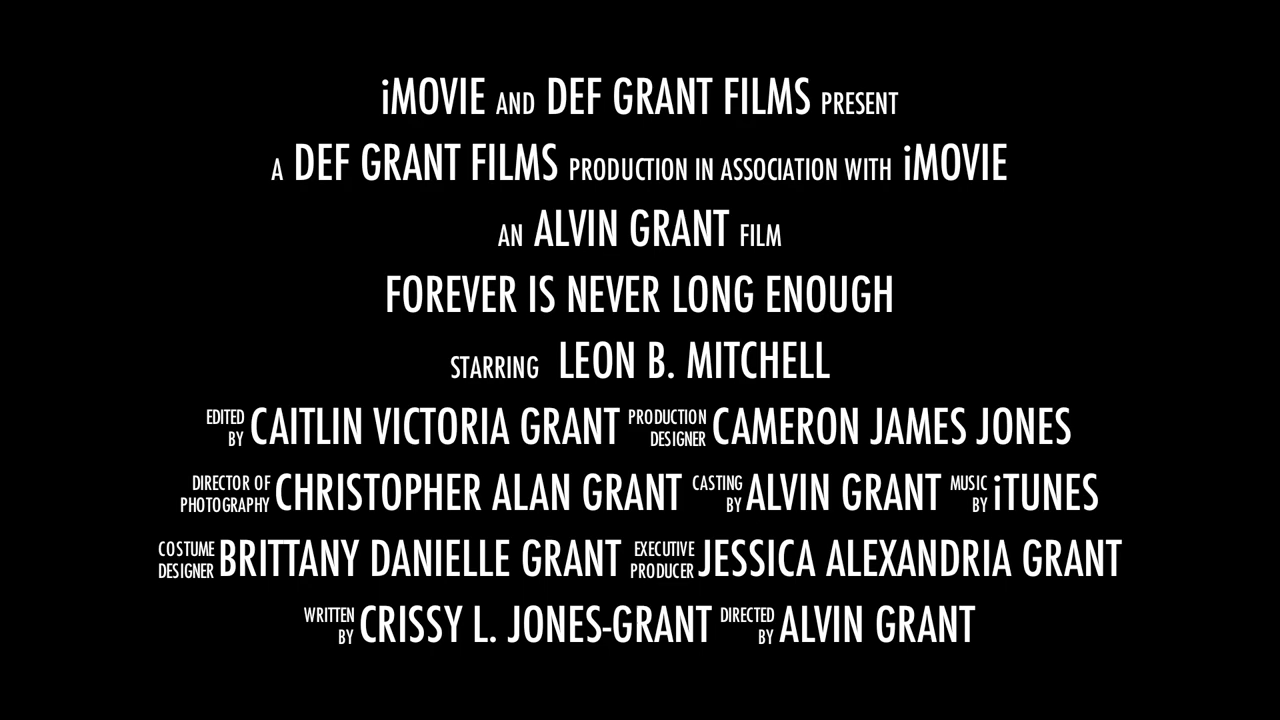 iMOVIE AND DEF GRANT FILMS PRESENT
A DEF GRANT FILMS PRODUCTION IN ASSOCIATION WITH iMOVIE
AN ALVIN GRANT FILM
FOREVER IS NEVER LONG ENOUGH
STARRING LEON B. MITCHELL
EDITED BY CAITLIN VICTORIA GRANT PRODUCTION DESIGNER CAMERON JAMES JONES
DIRECTOR OF PHOTOGRAPHY CHRISTOPHER ALAN GRANT CASTING BY ALVIN GRANT MUSIC BY iTUNES
COSTUME DESIGNER BRITTANY DANIELLE GRANT EXECUTIVE PRODUCER JESSICA ALEXANDRIA GRANT
WRITTEN BY CRISSY L. JONES-GRANT DIRECTED BY ALVIN GRANT